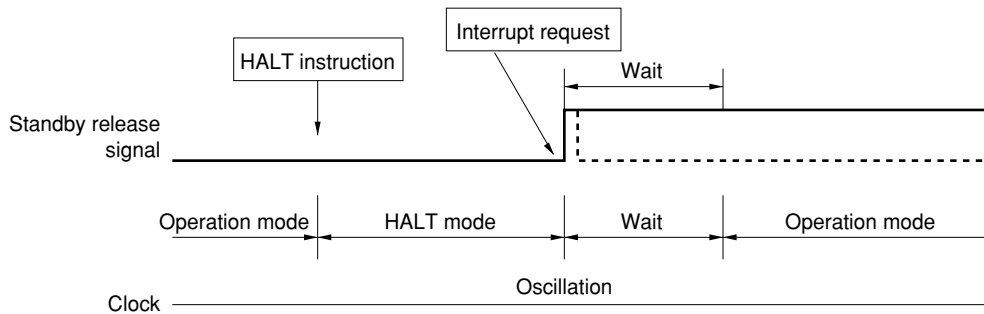 Interrupt request
HALT instruction
Wait
Standby release
signal
Operation mode
HALT mode
Wait
Operation mode
Oscillation
Clock